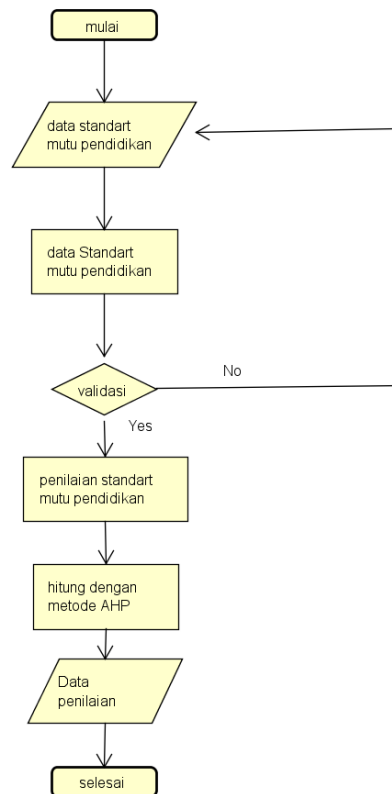 mulai
data standart
mutu pendidikan
data Standart
mutu pendidikan
validasi
No
Yes
penilaian standart
mutu pendidikan
hitung dengan
metode AHP
Data
penilaian
selesai